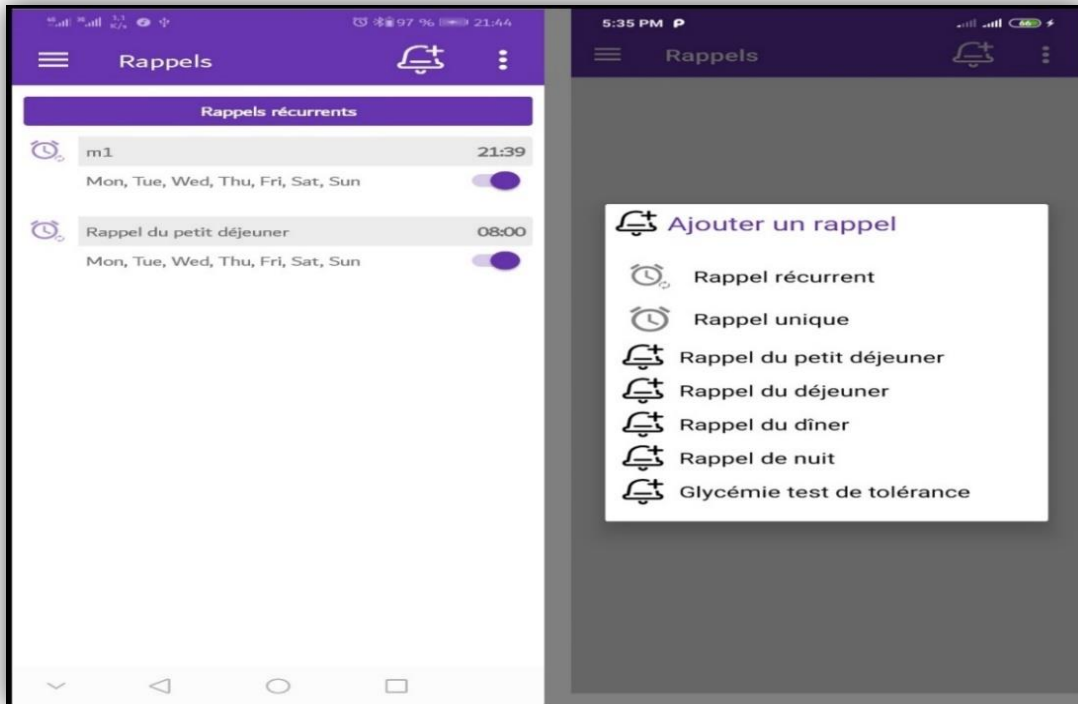 97 % 21:44
Rappels
Rappels récurrents
m1 21:39
Mon, Tue, Wed, Thu, Fri, Sat, Sun
Rappel du petit déjeuner 08:00
Mon, Tue, Wed, Thu, Fri, Sat, Sun
5:35 PM P 66
Rappels
Ajouter un rappel
Rappel récurrent
Rappel unique
Rappel du petit déjeuner
Rappel du déjeuner
Rappel du dîner
Rappel de nuit
Glycémie test de tolérance